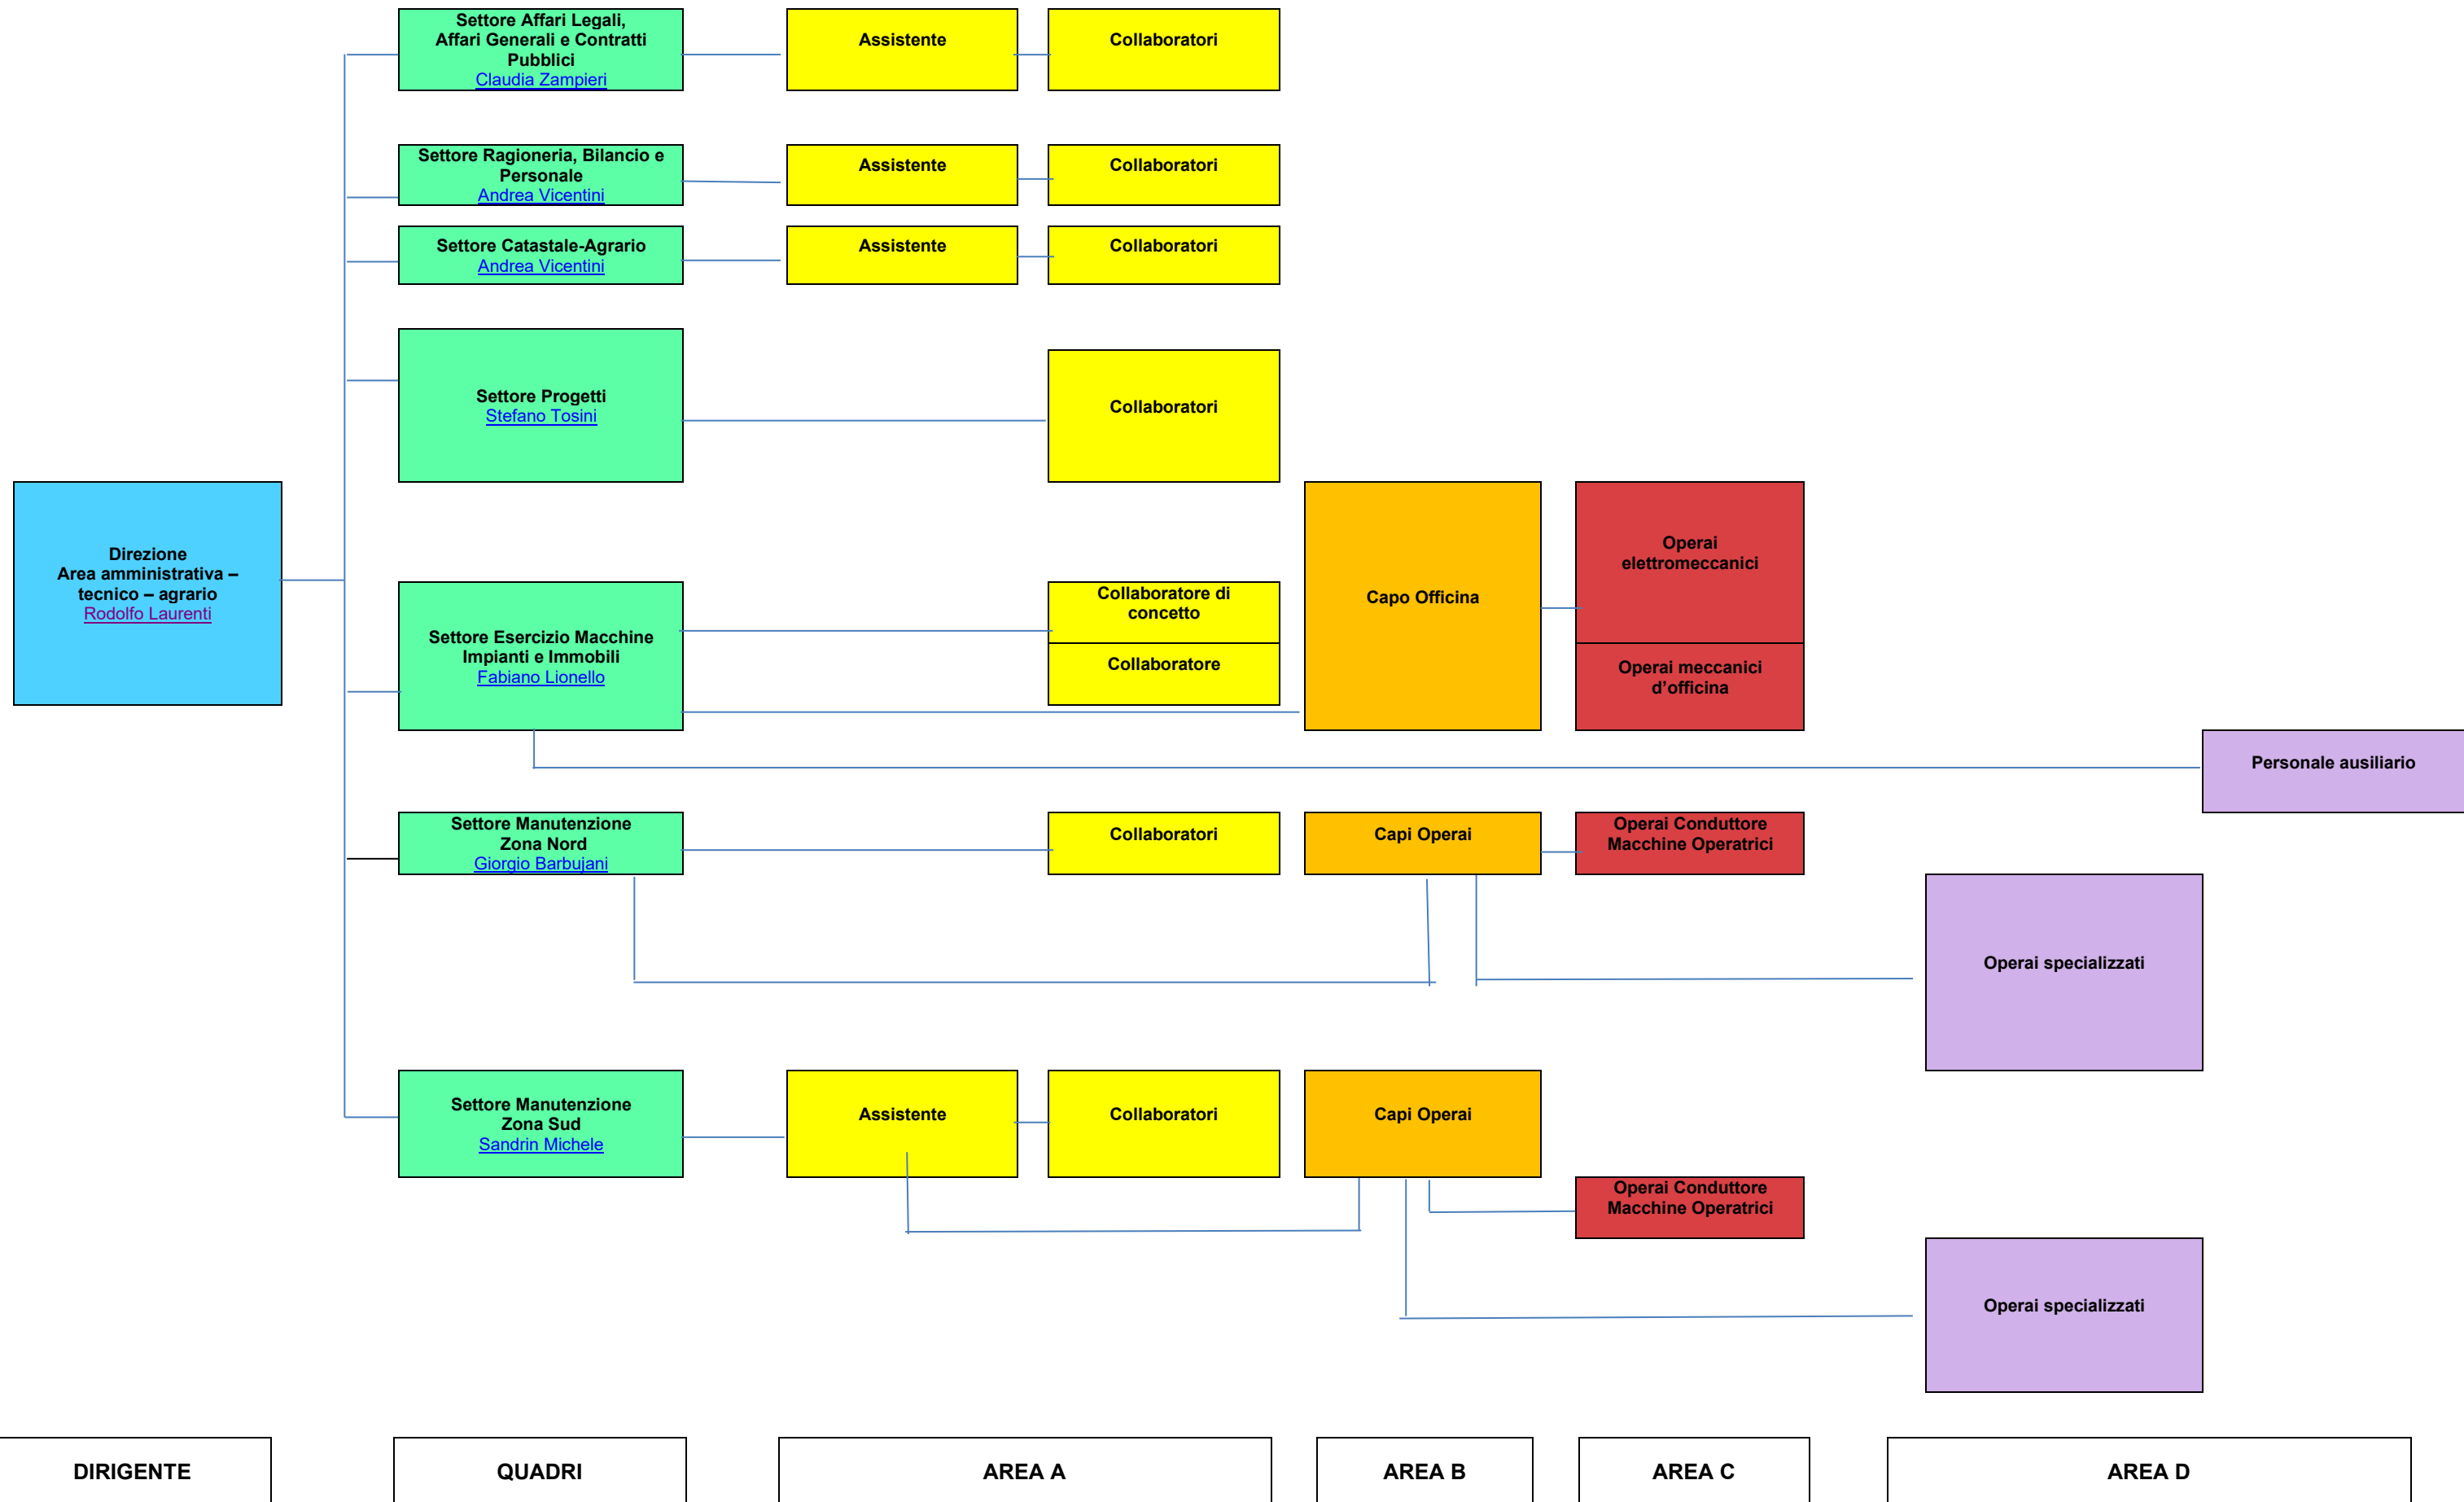 Settore Affari Legali,
Affari Generali e Contratti
Pubblici
Claudia Zampieri
Assistente
Collaboratori
Settore Ragioneria, Bilancio e
Personale
Andrea Vicentini
Assistente
Collaboratori
Settore Catastale-Agrario
Andrea Vicentini
Assistente
Collaboratori
Settore Progetti
Stefano Tosini
Collaboratori
Direzione
Area amministrativa –
tecnico – agrario
Rodolfo Laurenti
Settore Esercizio Macchine
Impianti e Immobili
Fabiano Lionello
Collaboratore di
concetto
Collaboratore
Capo Officina
Operai
elettromeccanici
Operai meccanici
d’officina
Personale ausiliario
Settore Manutenzione
Zona Nord
Giorgio Barbujani
Collaboratori
Capi Operai
Operai Conduttore
Macchine Operatrici
Operai specializzati
Settore Manutenzione
Zona Sud
Sandrin Michele
Assistente
Collaboratori
Capi Operai
Operai Conduttore
Macchine Operatrici
Operai specializzati
DIRIGENTE
QUADRI
AREA A
AREA B
AREA C
AREA D